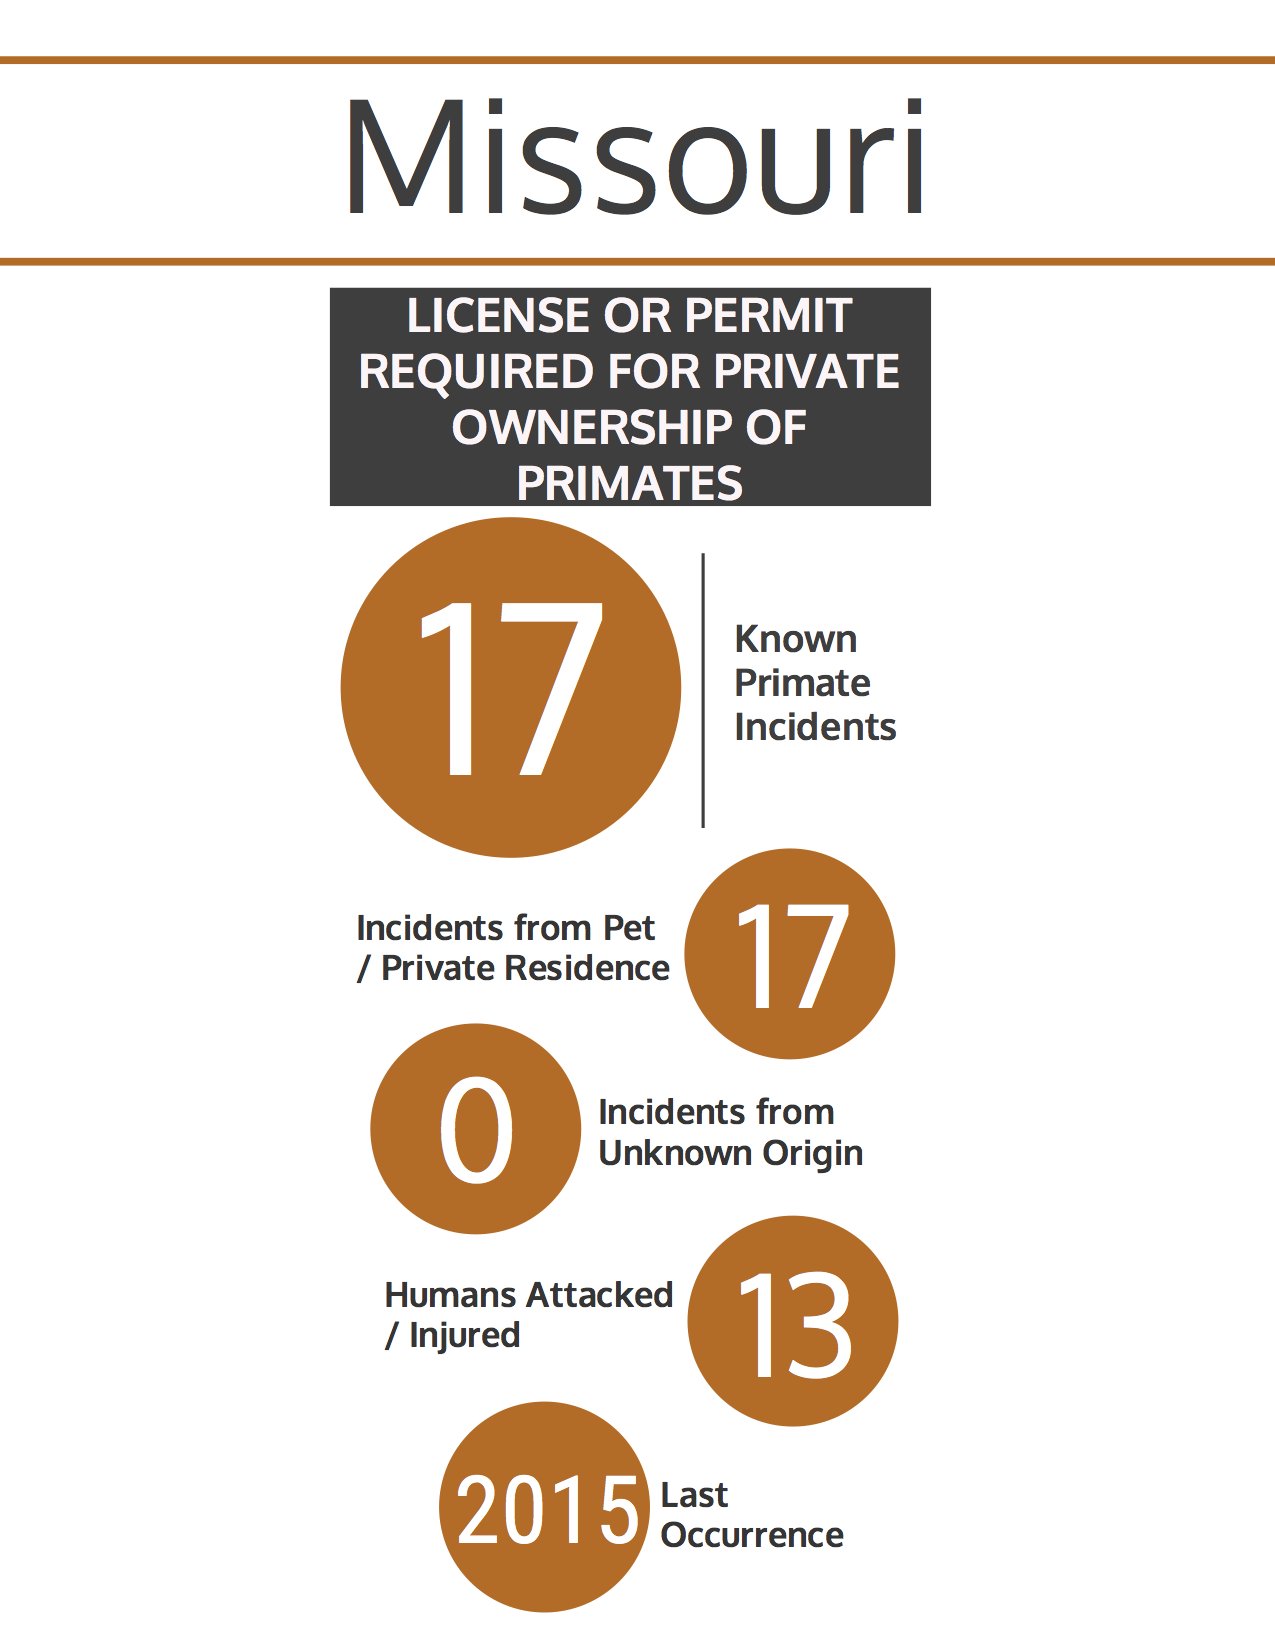 Missouri
LICENSE OR PERMIT
REQUIRED FOR PRIVATE
OWNERSHIP OF
PRIMATES
17
Known
Primate
Incidents
Incidents from Pet
/ Private Residence
17
0
Incidents from
Unknown Origin
Humans Attacked
/ Injured
13
2015
Last
Occurrence